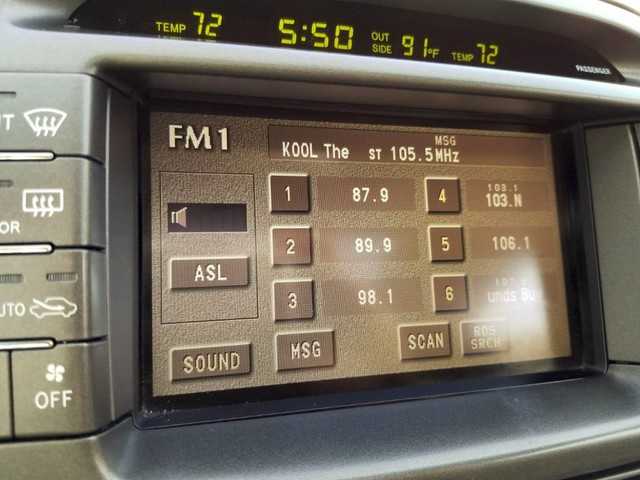 TEMP 72
5:50
OUT
SIDE 91°F
TEMP 72
PASSENGER
FM1
MSG
KOOL The ST 105.5MHz
1 87.9
2 89.9
3 98.1
4 103.1
103.N
5 106.1
6
ASL
SOUND
MSG
SCAN
RDS
SRCH
OFF